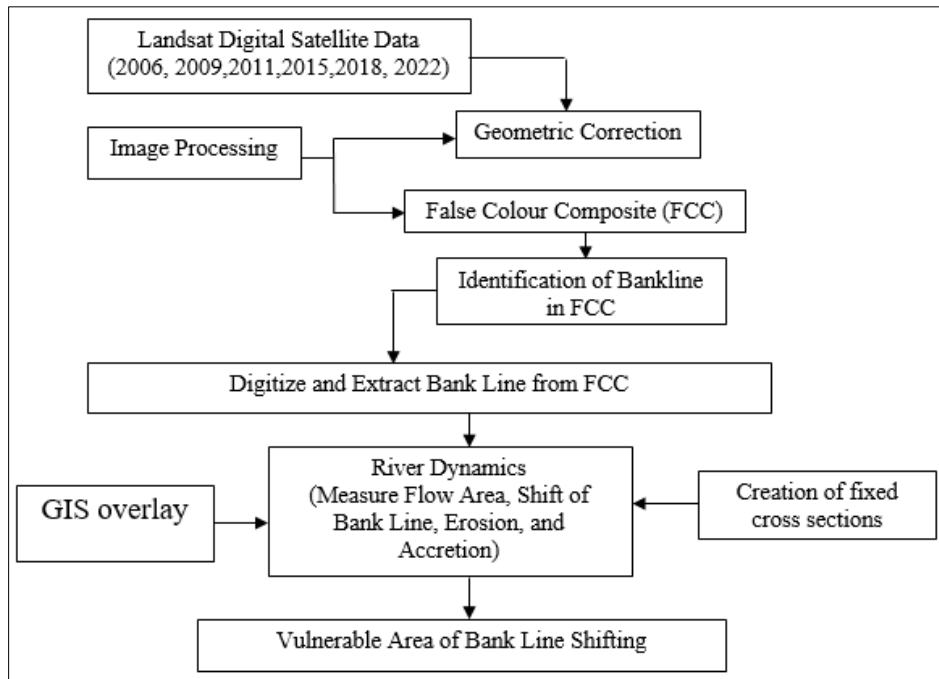 Landsat Digital Satellite Data
(2006, 2009,2011,2015,2018, 2022)
Geometric Correction
Image Processing
False Colour Composite (FCC)
Identification of Bankline
in FCC
Digitize and Extract Bank Line from FCC
River Dynamics
(Measure Flow Area, Shift of
Bank Line, Erosion, and
Accretion)
GIS overlay
Creation of fixed
cross sections
Vulnerable Area of Bank Line Shifting